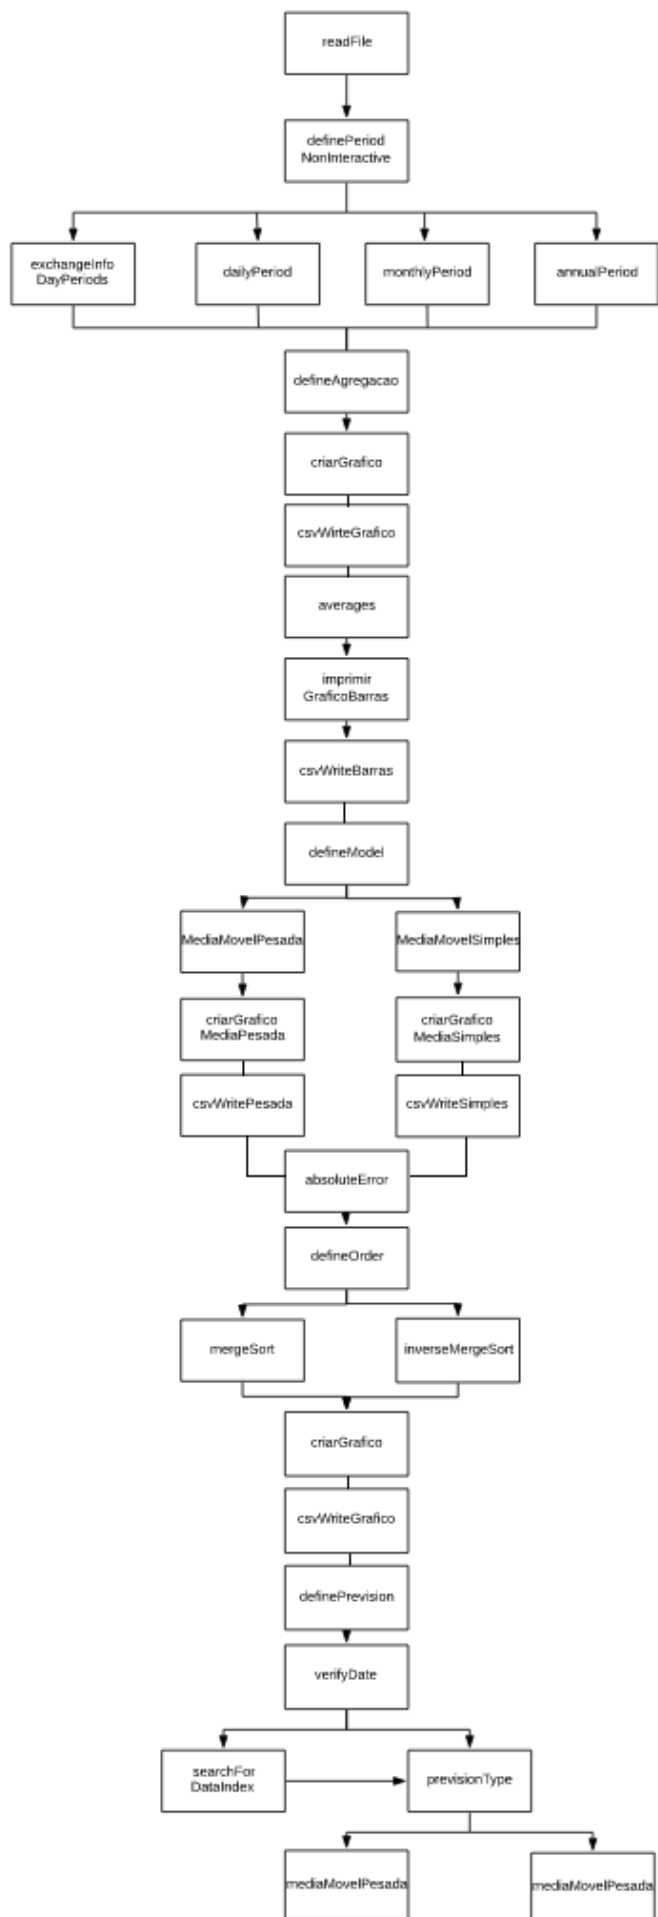 readFile
definePeriod
NonInteractive
exchangeInfo
DayPeriods
dailyPeriod
monthlyPeriod
annualPeriod
defineAgregacao
criarGrafico
csvWirteGrafico
averages
imprimir
GraficoBarras
csvWriteBarras
defineModel
MediaMovelPesada
MediaMovelSimples
criarGrafico
MediaPesada
criarGrafico
MediaSimples
csvWritePesada
csvWriteSimples
absoluteError
defineOrder
mergeSort
inverseMergeSort
criarGrafico
csvWriteGrafico
definePrevision
verifyDate
searchFor
DataIndex
previsionType
mediaMovelPesada
mediaMovelPesada